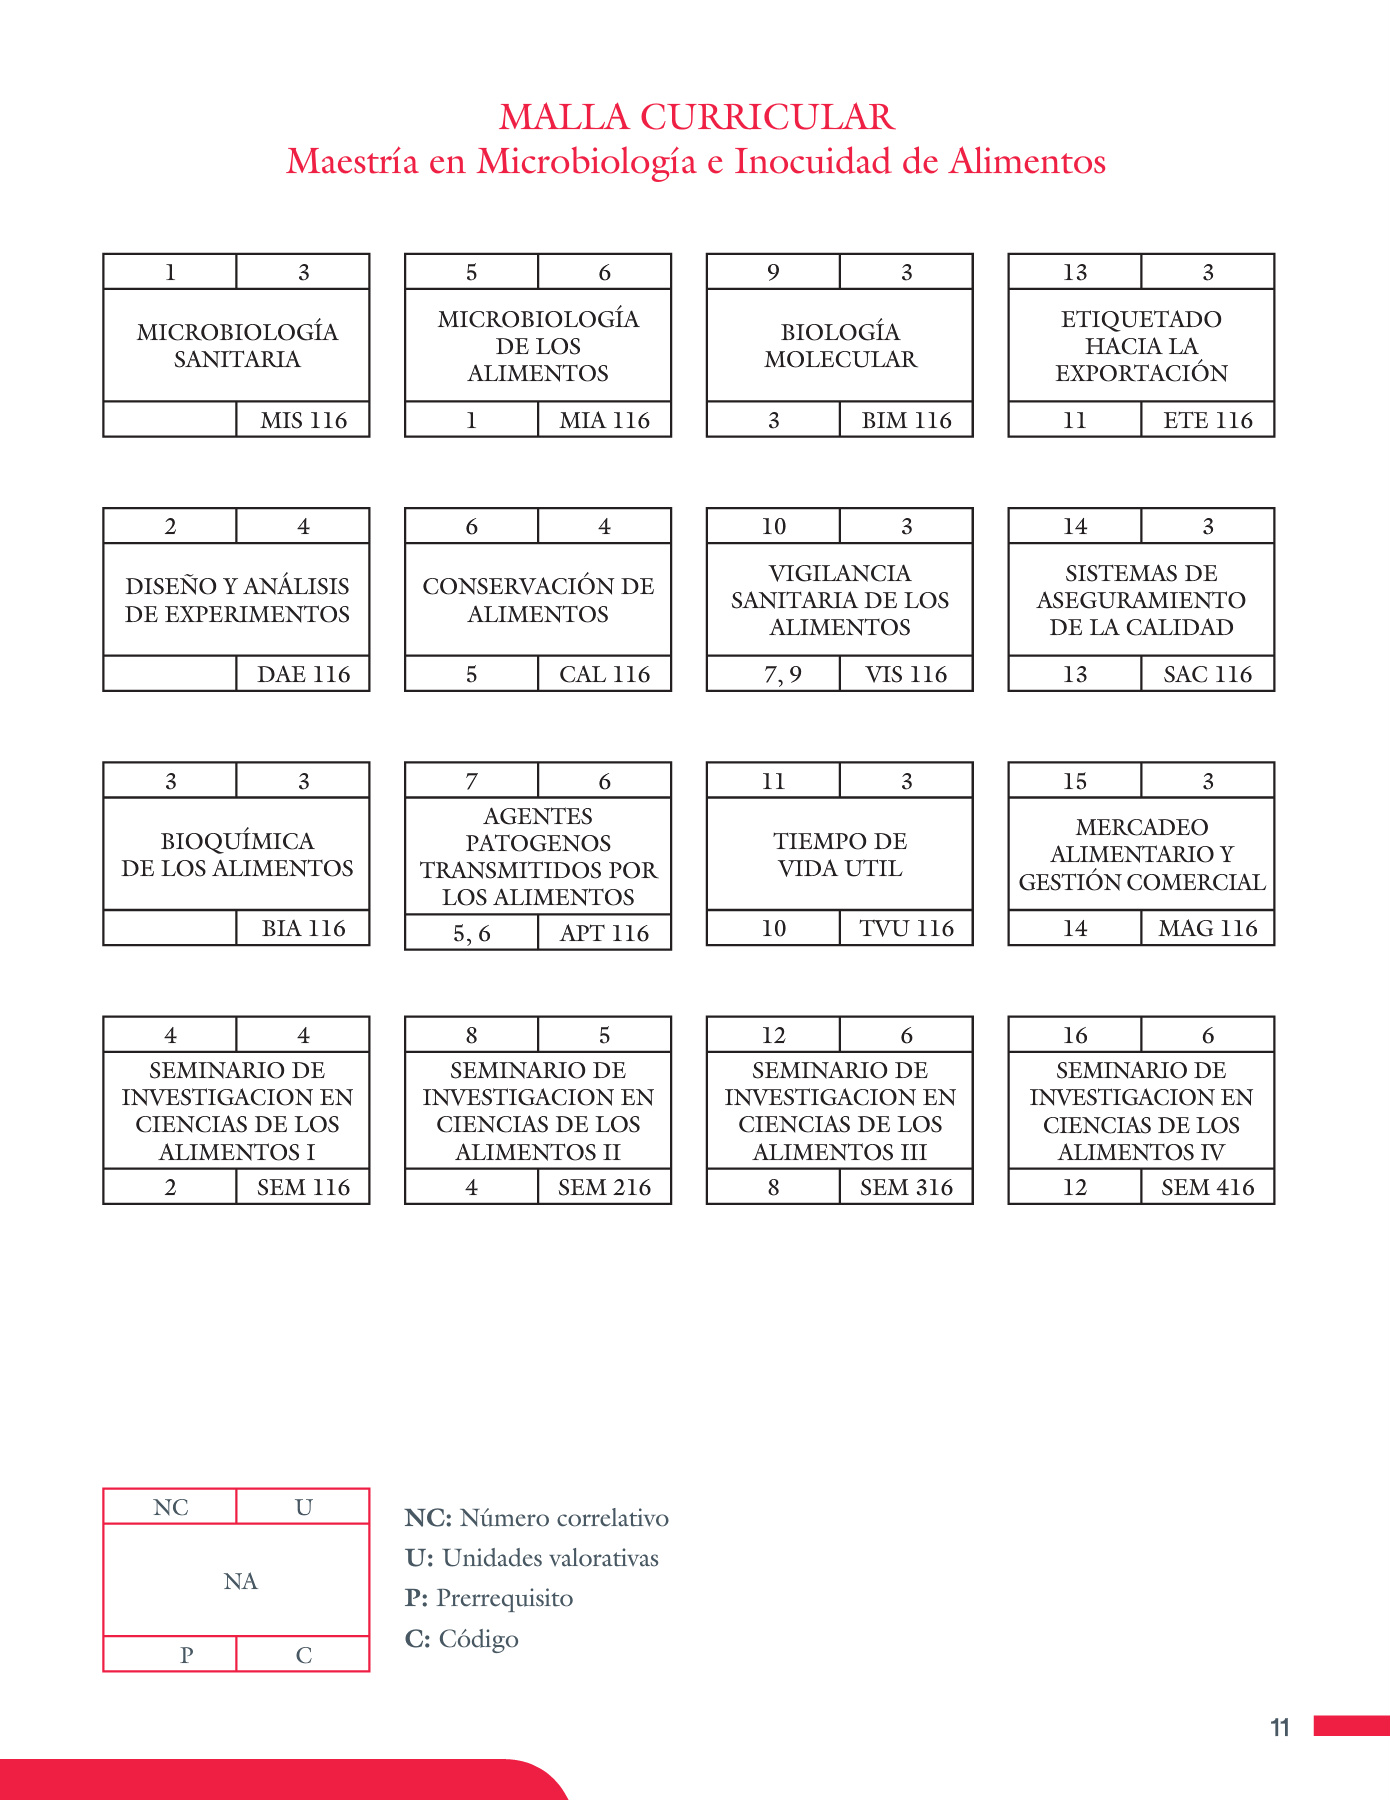 MALLA CURRICULAR
Maestría en Microbiología e Inocuidad de Alimentos
1 3
MICROBIOLOGÍA
SANITARIA
MIS 116
5 6
MICROBIOLOGÍA
DE LOS
ALIMENTOS
1 MIA 116
9 3
BIOLOGÍA
MOLECULAR
3 BIM 116
13 3
ETIQUETADO
HACIA LA
EXPORTACIÓN
11 ETE 116
2 4
DISEÑO Y ANÁLISIS
DE EXPERIMENTOS
DAE 116
6 4
CONSERVACIÓN DE
ALIMENTOS
5 CAL 116
10 3
VIGILANCIA
SANITARIA DE LOS
ALIMENTOS
7, 9 VIS 116
14 3
SISTEMAS DE
ASEGURAMIENTO
DE LA CALIDAD
13 SAC 116
3 3
BIOQUÍMICA
DE LOS ALIMENTOS
BIA 116
7 6
AGENTES
PATOGENOS
TRANSMITIDOS POR
LOS ALIMENTOS
5, 6 APT 116
11 3
TIEMPO DE
VIDA UTIL
10 TVU 116
15 3
MERCADEO
ALIMENTARIO Y
GESTIÓN COMERCIAL
14 MAG 116
4 4
SEMINARIO DE
INVESTIGACION EN
CIENCIAS DE LOS
ALIMENTOS I
2 SEM 116
8 5
SEMINARIO DE
INVESTIGACION EN
CIENCIAS DE LOS
ALIMENTOS II
4 SEM 216
12 6
SEMINARIO DE
INVESTIGACION EN
CIENCIAS DE LOS
ALIMENTOS III
8 SEM 316
16 6
SEMINARIO DE
INVESTIGACION EN
CIENCIAS DE LOS
ALIMENTOS IV
12 SEM 416
NC U
NA
P C
NC: Número correlativo
U: Unidades valorativas
P: Prerrequisito
C: Código
11